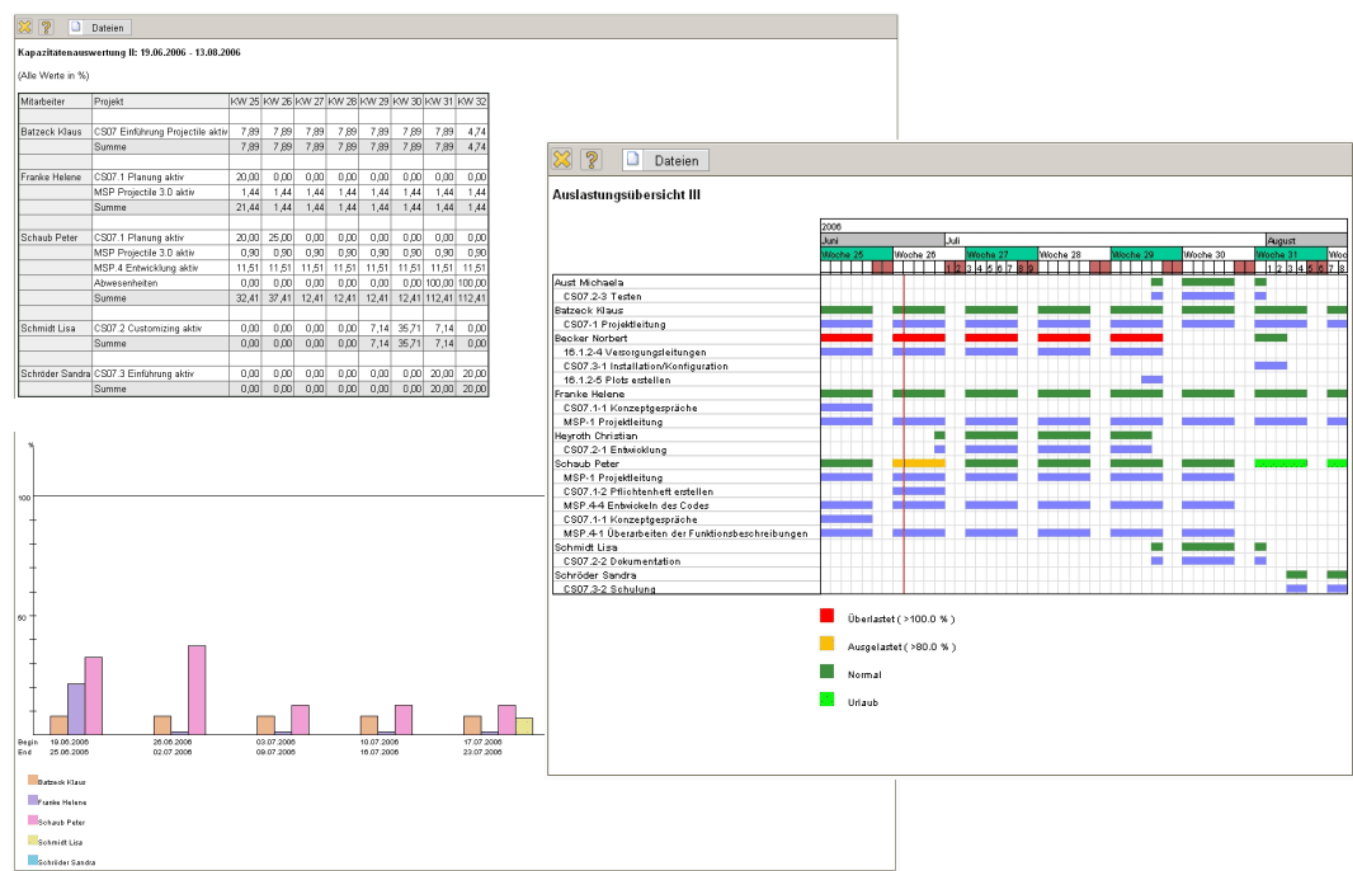 Dateien
Kapazitätenauswertung II: 19.06.2006 - 13.08.2006
(Alle Werte in %)
Mitarbeiter Projekt KW 25 KW 26 KW 27 KW 28 KW 29 KW 30 KW 31 KW 32
Batzeck Klaus CS07 Einführung Projectile aktiv 7,89 7,89 7,89 7,89 7,89 7,89 7,89 4,74
Summe 7,89 7,89 7,89 7,89 7,89 7,89 7,89 4,74
Franke Helene CS07.1 Planung aktiv 20,00 0,00 0,00 0,00 0,00 0,00 0,00 0,00
MSP Projectile 3.0 aktiv 1,44 1,44 1,44 1,44 1,44 1,44 1,44 1,44
Summe 21,44 1,44 1,44 1,44 1,44 1,44 1,44 1,44
Schaub Peter CS07.1 Planung aktiv 20,00 25,00 0,00 0,00 0,00 0,00 0,00 0,00
MSP Projectile 3.0 aktiv 0,90 0,90 0,90 0,90 0,90 0,90 0,90 0,90
MSP.4 Entwicklung aktiv 11,51 11,51 11,51 11,51 11,51 11,51 11,51 11,51
Abwesenheiten 0,00 0,00 0,00 0,00 0,00 0,00 100,00 100,00
Summe 32,41 37,41 12,41 12,41 12,41 12,41 112,41 112,41
Schmidt Lisa CS07.2 Customizing aktiv 0,00 0,00 0,00 0,00 7,14 35,71 7,14 0,00
Summe 0,00 0,00 0,00 0,00 7,14 35,71 7,14 0,00
Schröder Sandra CS07.3 Einführung aktiv 0,00 0,00 0,00 0,00 0,00 0,00 20,00 20,00
Summe 0,00 0,00 0,00 0,00 0,00 0,00 20,00 20,00
%
100
50
Begin 19.06.2006 26.06.2006 03.07.2006 10.07.2006 17.07.2006
End 25.06.2006 02.07.2006 09.07.2006 16.07.2006 23.07.2006
Batzeck Klaus
Franke Helene
Schaub Peter
Schmidt Lisa
Schröder Sandra
Dateien
Auslastungsübersicht III
2006
Juni Juli August
Woche 25 Woche 26 Woche 27 Woche 28 Woche 29 Woche 30 Woche 31 Woc
1 2 3 4 5 6 7 8 9 1 2 3 4 5 6 7 8
Aust Michaela
CS07.2-3 Testen
Batzeck Klaus
CS07-1 Projektleitung
Becker Norbert
16.1.2-4 Versorgungsleitungen
CS07.3-1 Installation/Konfiguration
16.1.2-5 Plots erstellen
Franke Helene
CS07.1-1 Konzeptgespräche
MSP-1 Projektleitung
Heyroth Christian
CS07.2-1 Entwicklung
Schaub Peter
MSP-1 Projektleitung
CS07.1-2 Pflichtenheft erstellen
MSP.4-4 Entwickeln des Codes
CS07.1-1 Konzeptgespräche
MSP.4-1 Überarbeiten der Funktionsbeschreibungen
Schmidt Lisa
CS07.2-2 Dokumentation
Schröder Sandra
CS07.3-2 Schulung
Überlastet ( >100.0 % )
Ausgelastet ( >80.0 % )
Normal
Urlaub